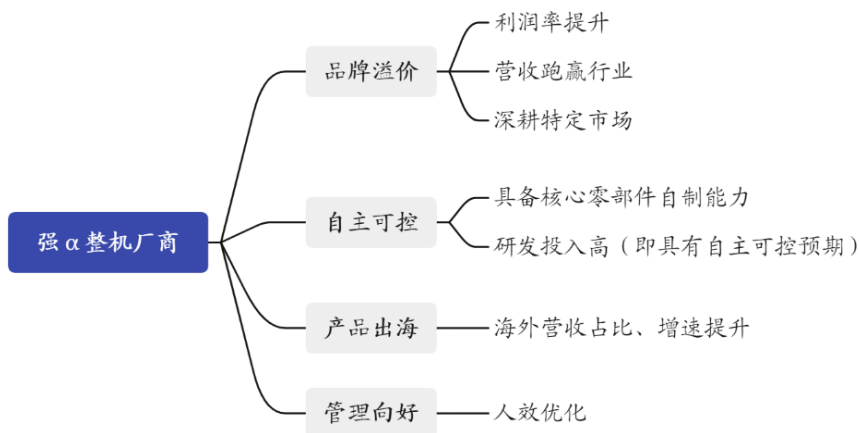 强α整机厂商
品牌溢价
利润率提升
营收跑赢行业
深耕特定市场
自主可控
具备核心零部件自制能力
研发投入高（即具有自主可控预期）
产品出海
海外营收占比、增速提升
管理向好
人效优化